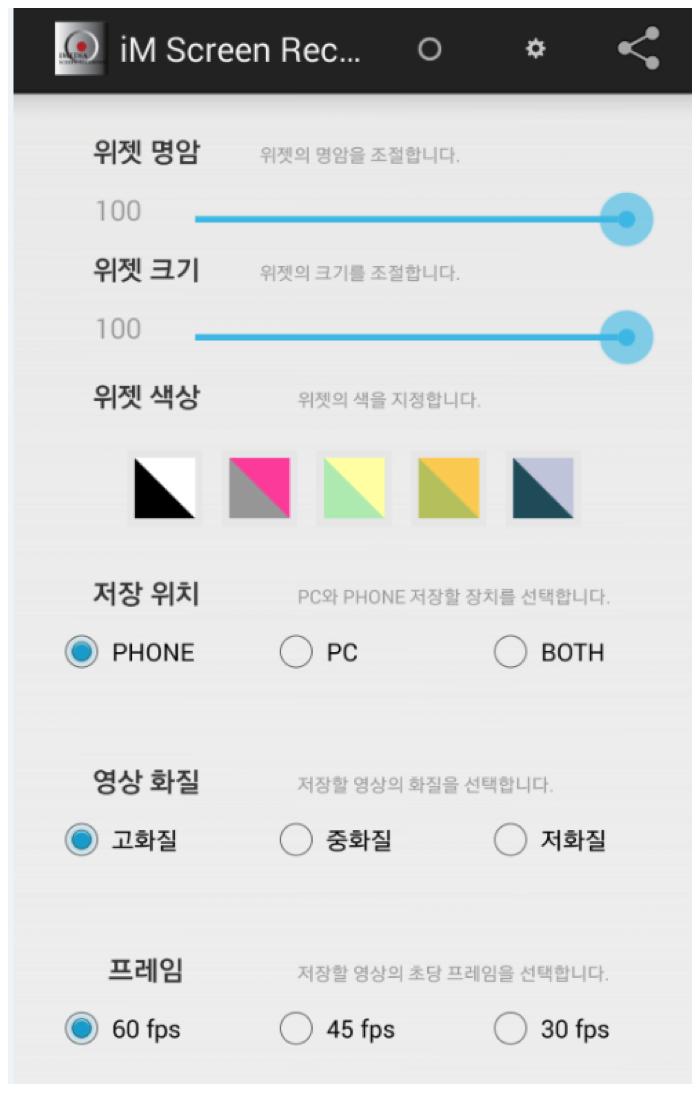 iM Screen Rec...
위젯 명암 위젯의 명암을 조절합니다.
100
위젯 크기 위젯의 크기를 조절합니다.
100
위젯 색상 위젯의 색을 지정합니다.
저장 위치 PC와 PHONE 저장할 장치를 선택합니다.
PHONE PC BOTH
영상 화질 저장할 영상의 화질을 선택합니다.
고화질 중화질 저화질
프레임 저장할 영상의 초당 프레임을 선택합니다.
60 fps 45 fps 30 fps